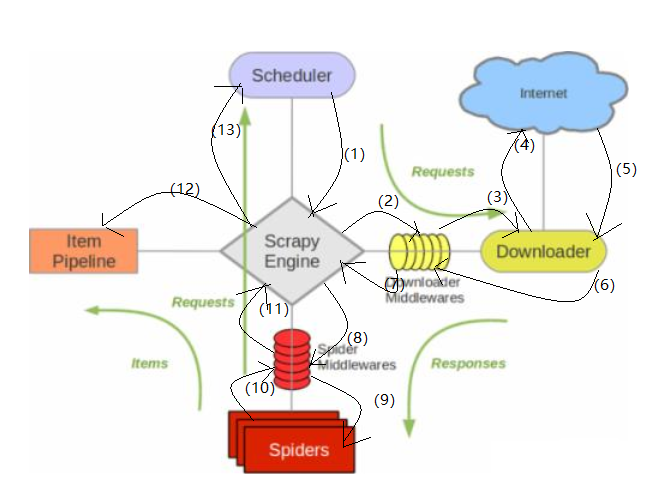 Scheduler
Internet
(13)
(1)
(4)
(5)
Requests
(12)
(2)
(3)
Item
Pipeline
Scrapy
Engine
Downloader
(7)
Downloader
Middlewares
(6)
Requests
(11)
(8)
Spider
Middlewares
Items
Responses
(10)
(9)
Spiders